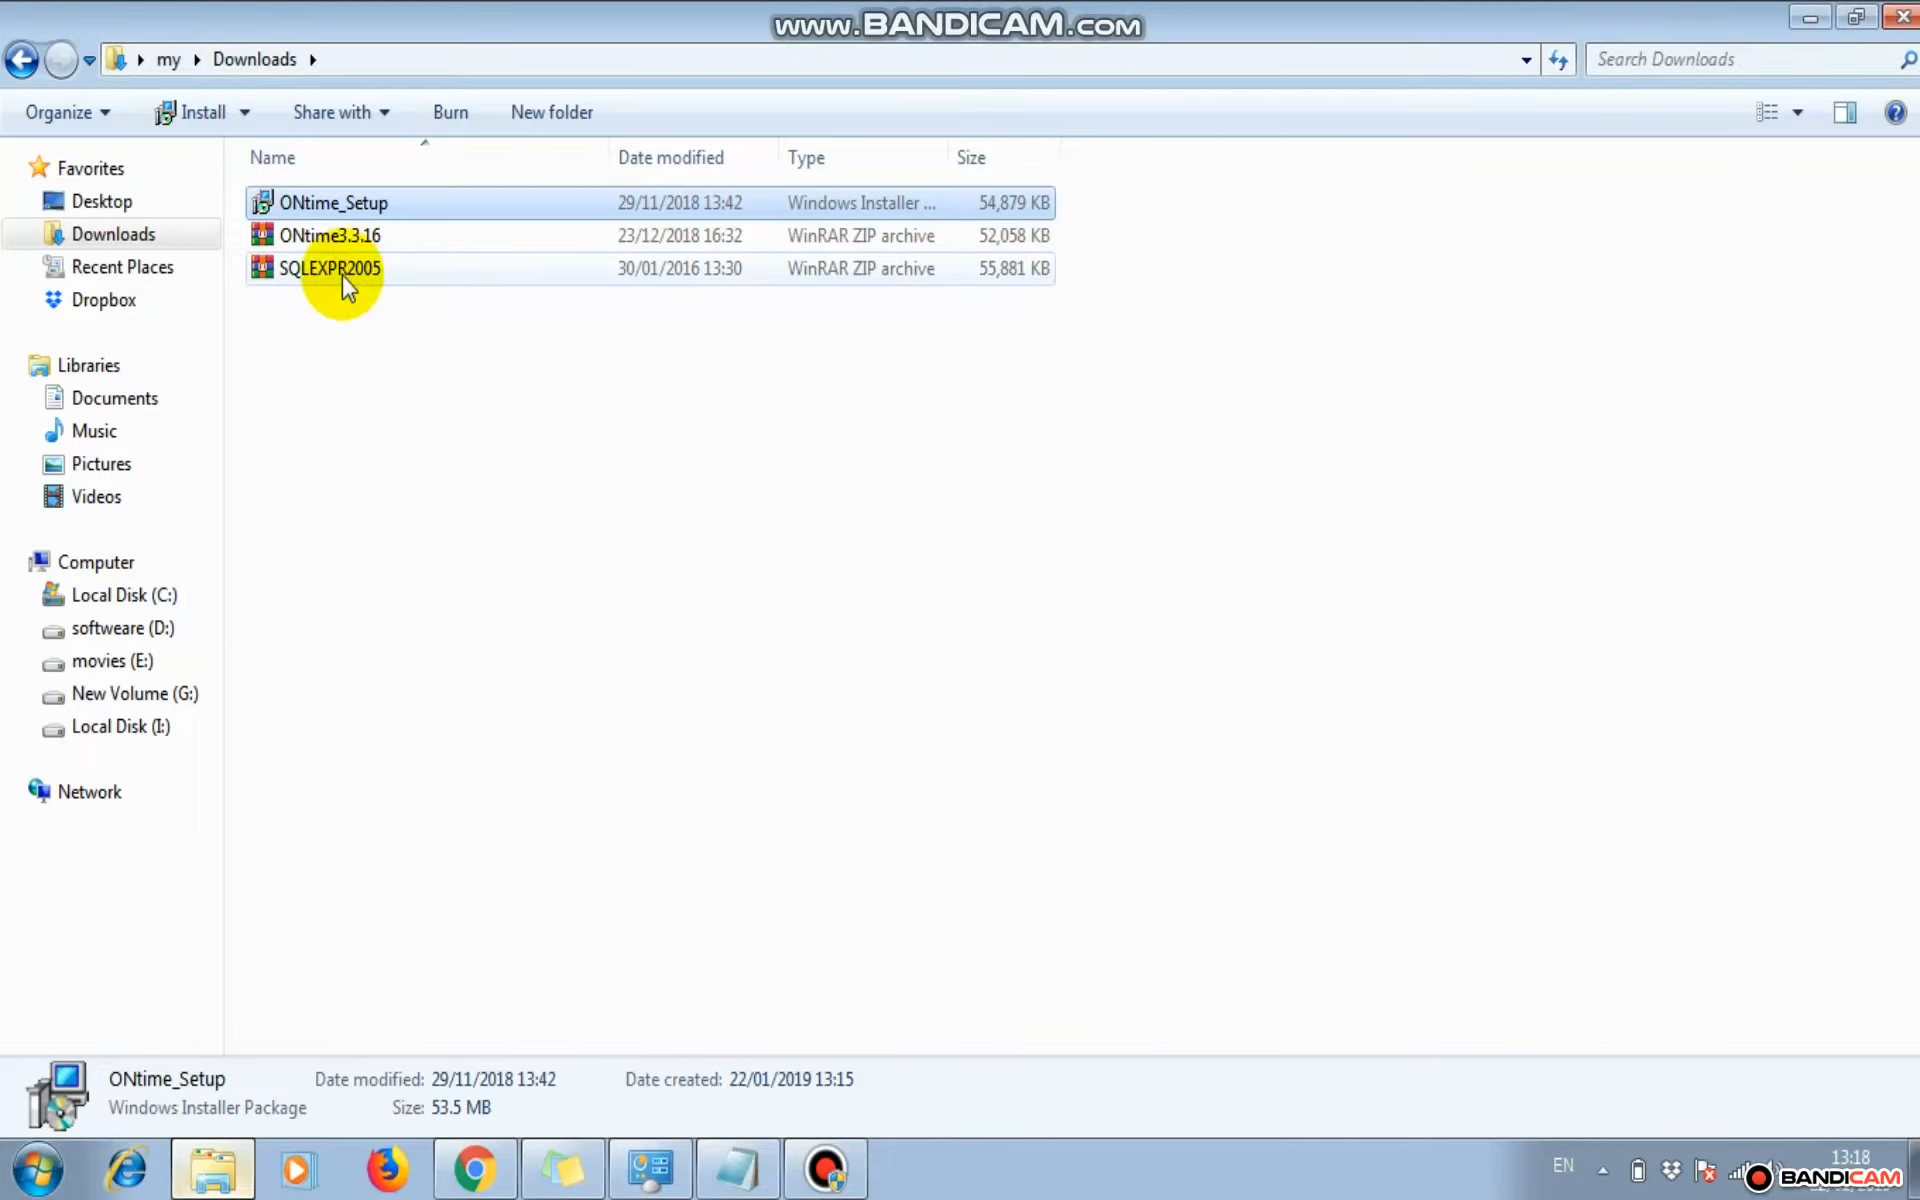 www.BANDICAM.com
my
Downloads
Search Downloads
Organize
Install
Share with
Burn
New folder
Name
Date modified
Type
Size
ONtime_Setup 29/11/2018 13:42 Windows Installer ... 54,879 KB
ONtime3.3.16 23/12/2018 16:32 WinRAR ZIP archive 52,058 KB
SQLEXPR2005 30/01/2016 13:30 WinRAR ZIP archive 55,881 KB
Favorites
Desktop
Downloads
Recent Places
Dropbox
Libraries
Documents
Music
Pictures
Videos
Computer
Local Disk (C:)
softweare (D:)
movies (E:)
New Volume (G:)
Local Disk (I:)
Network
ONtime_Setup
Date modified: 29/11/2018 13:42
Date created: 22/01/2019 13:15
Windows Installer Package
Size: 53.5 MB
EN
13:18
BANDICAM